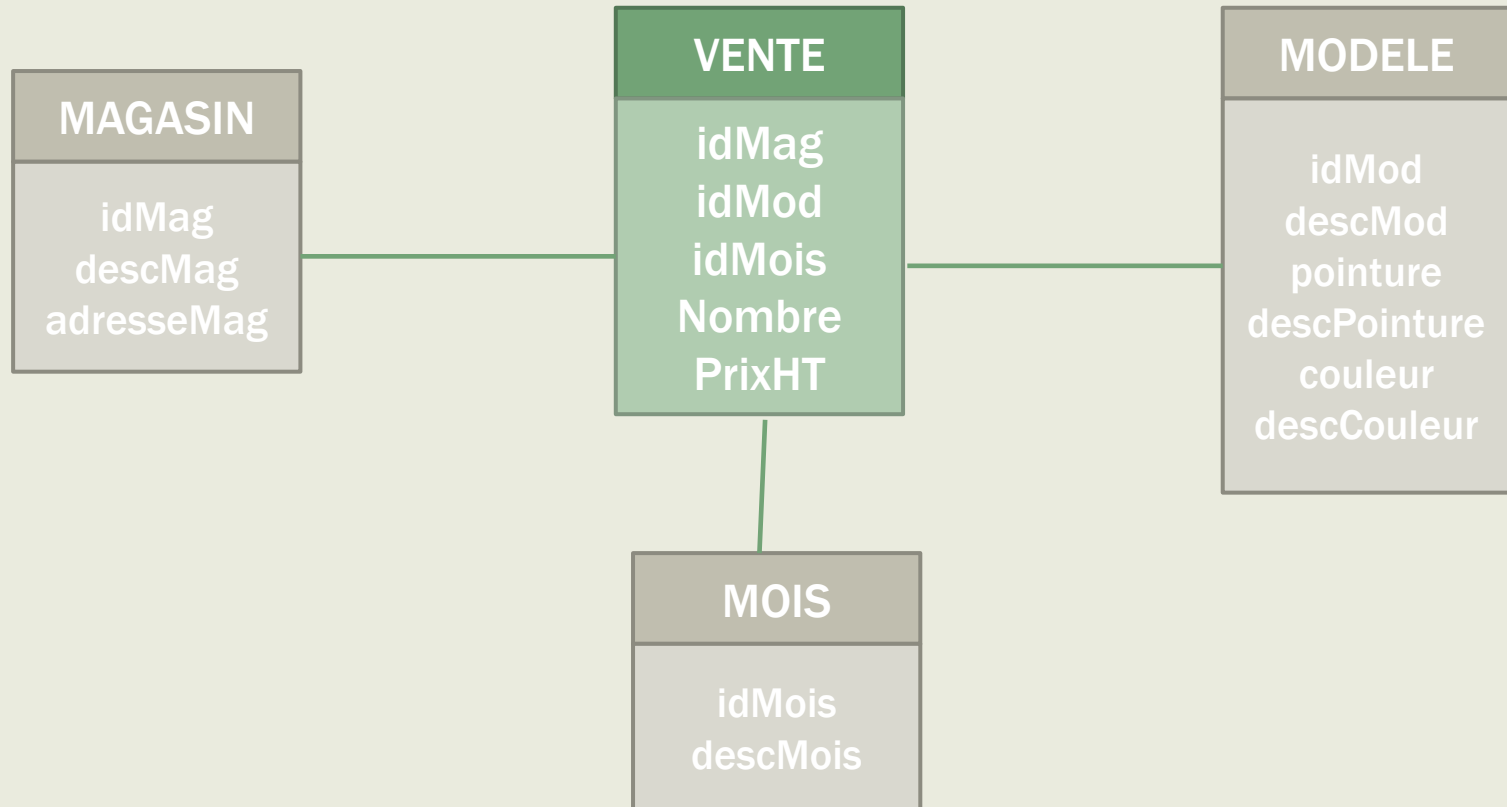 MAGASIN
idMag
descMag
adresseMag
VENTE
idMag
idMod
idMois
Nombre
PrixHT
MODELE
idMod
descMod
pointure
descPointure
couleur
descCouleur
MOIS
idMois
descMois